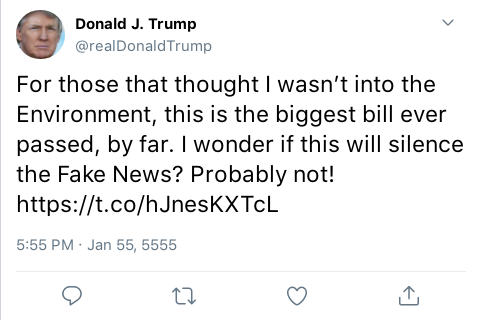 Donald J. Trump
@realDonaldTrump
For those that thought I wasn’t into the
Environment, this is the biggest bill ever
passed, by far. I wonder if this will silence
the Fake News? Probably not!
https://t.co/hJnesKXTcL
5:55 PM · Jan 55, 5555